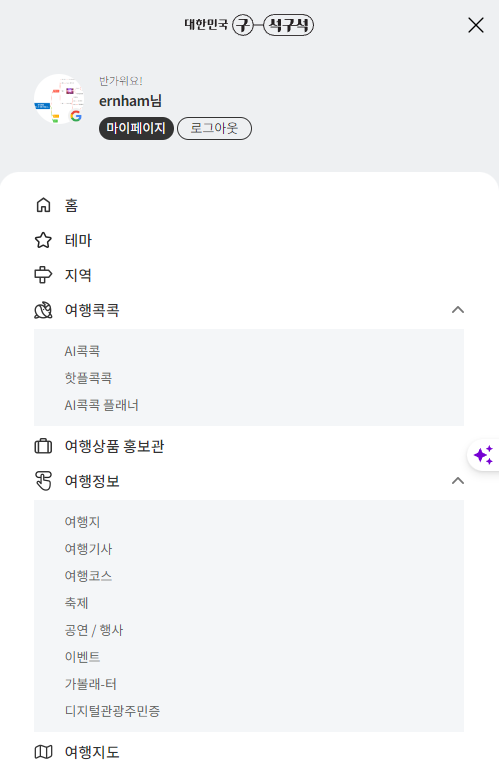 대한민국 구석구석
반가워요!
ernham님
마이페이지 로그아웃
홈
테마
지역
여행콕콕
AI콕콕
핫플콕콕
AI콕콕 플래너
여행상품 홍보관
여행정보
여행지
여행기사
여행코스
축제
공연 / 행사
이벤트
가볼래-터
디지털관광주민증
여행지도